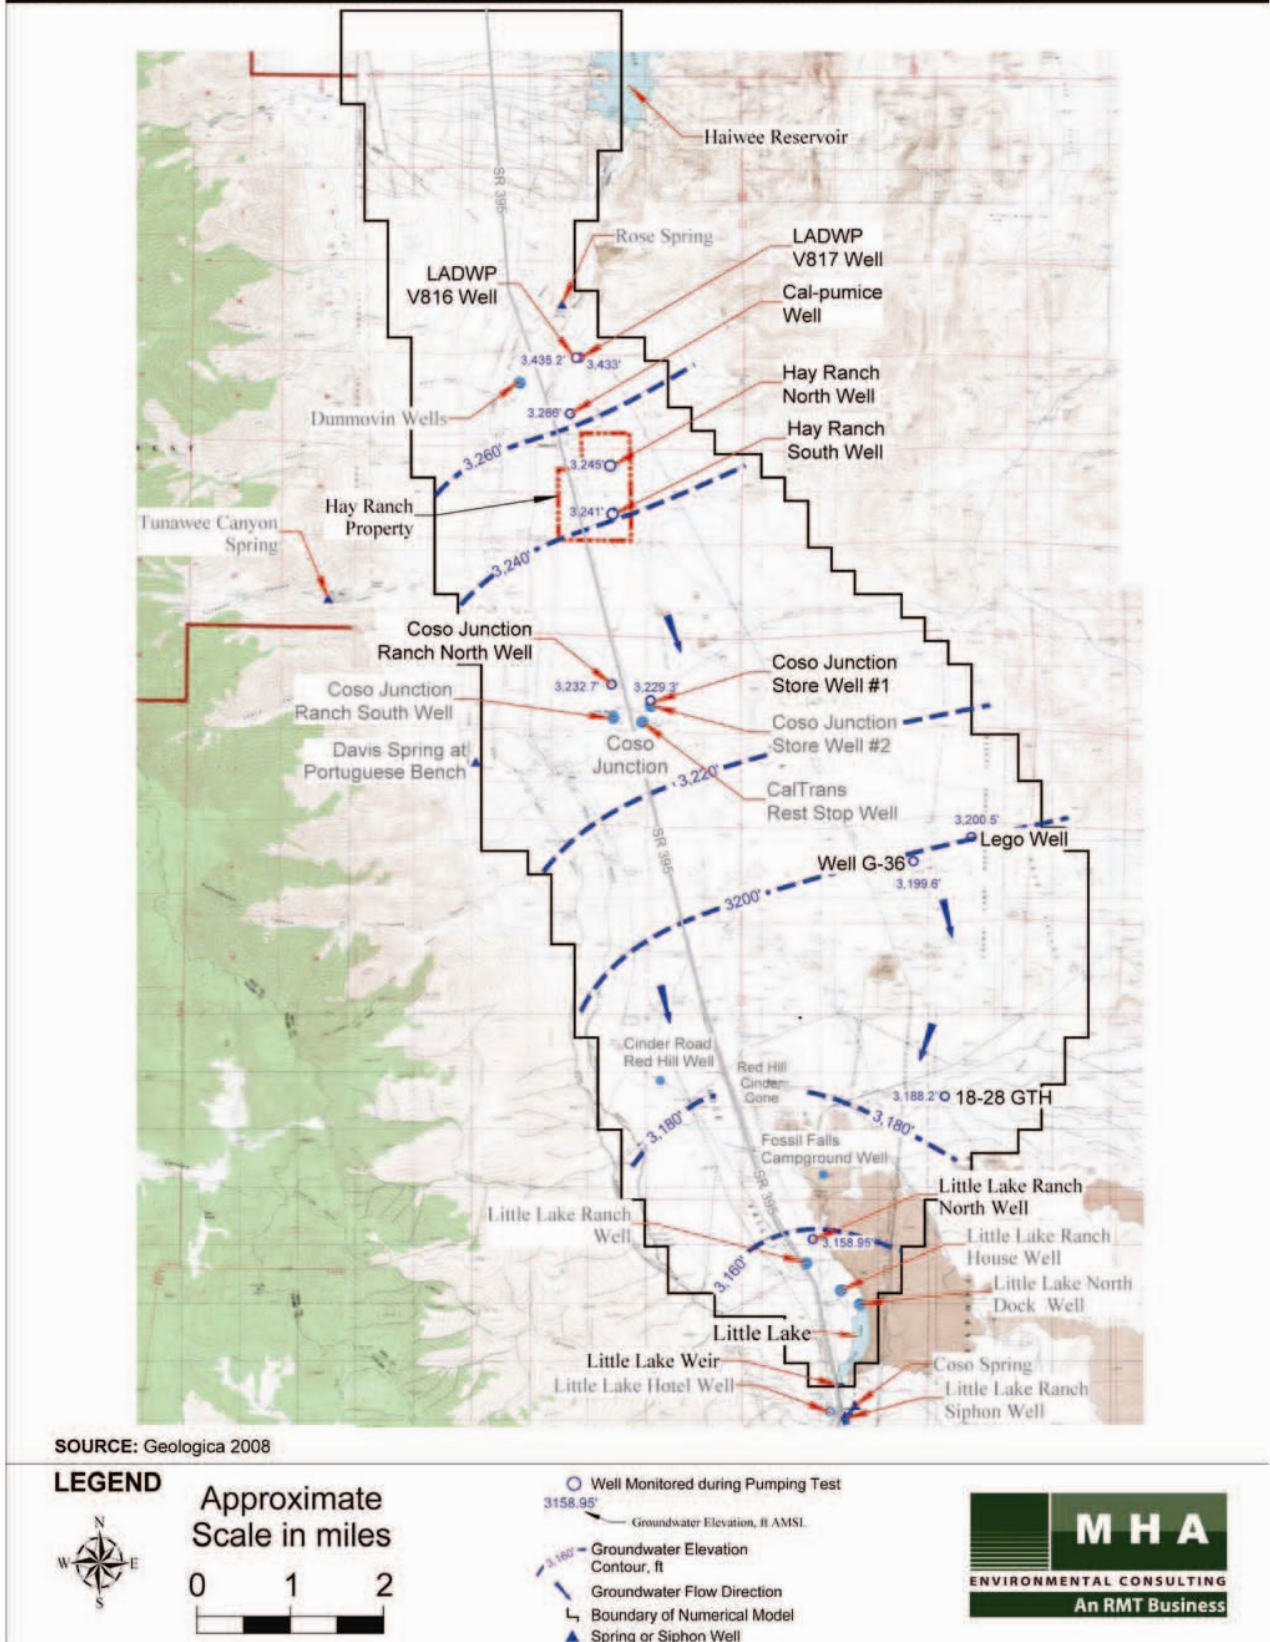 Haiwee Reservoir
SR 395
Rose Spring
LADWP
V817 Well
LADWP
V816 Well
Cal-pumice
Well
3,435.2'
3,433'
Hay Ranch
North Well
Dunmovin Wells
3,266'
Hay Ranch
South Well
3,260'
3,245'
Hay Ranch
Property
3,241'
Tunawee Canyon
Spring
3,240'
Coso Junction
Ranch North Well
Coso Junction
Store Well #1
3,232.7'
3,229.3'
Coso Junction
Ranch South Well
Coso Junction
Store Well #2
Coso
Junction
Davis Spring at
Portuguese Bench
3,220'
CalTrans
Rest Stop Well
3,200.5'
Lego Well
SR 395
Well G-36
3,199.6'
3200'
Cinder Road
Red Hill Well
Red Hill
Cinder
Cone
3,188.2'
18-28 GTH
3,180'
3,180'
Fossil Falls
Campground Well
SR 395
Little Lake Ranch
North Well
Little Lake Ranch
Well
3,158.95'
Little Lake Ranch
House Well
3,160'
Little Lake North
Dock Well
Little Lake
Little Lake Weir
Coso Spring
Little Lake Hotel Well
Little Lake Ranch
Siphon Well
SOURCE: Geologica 2008
LEGEND
N
W E
S
Approximate
Scale in miles
0 1 2
Well Monitored during Pumping Test
3158.95'
Groundwater Elevation, ft AMSL
3,160'
Groundwater Elevation
Contour, ft
Groundwater Flow Direction
Boundary of Numerical Model
Spring or Siphon Well
MHA
ENVIRONMENTAL CONSULTING
An RMT Business